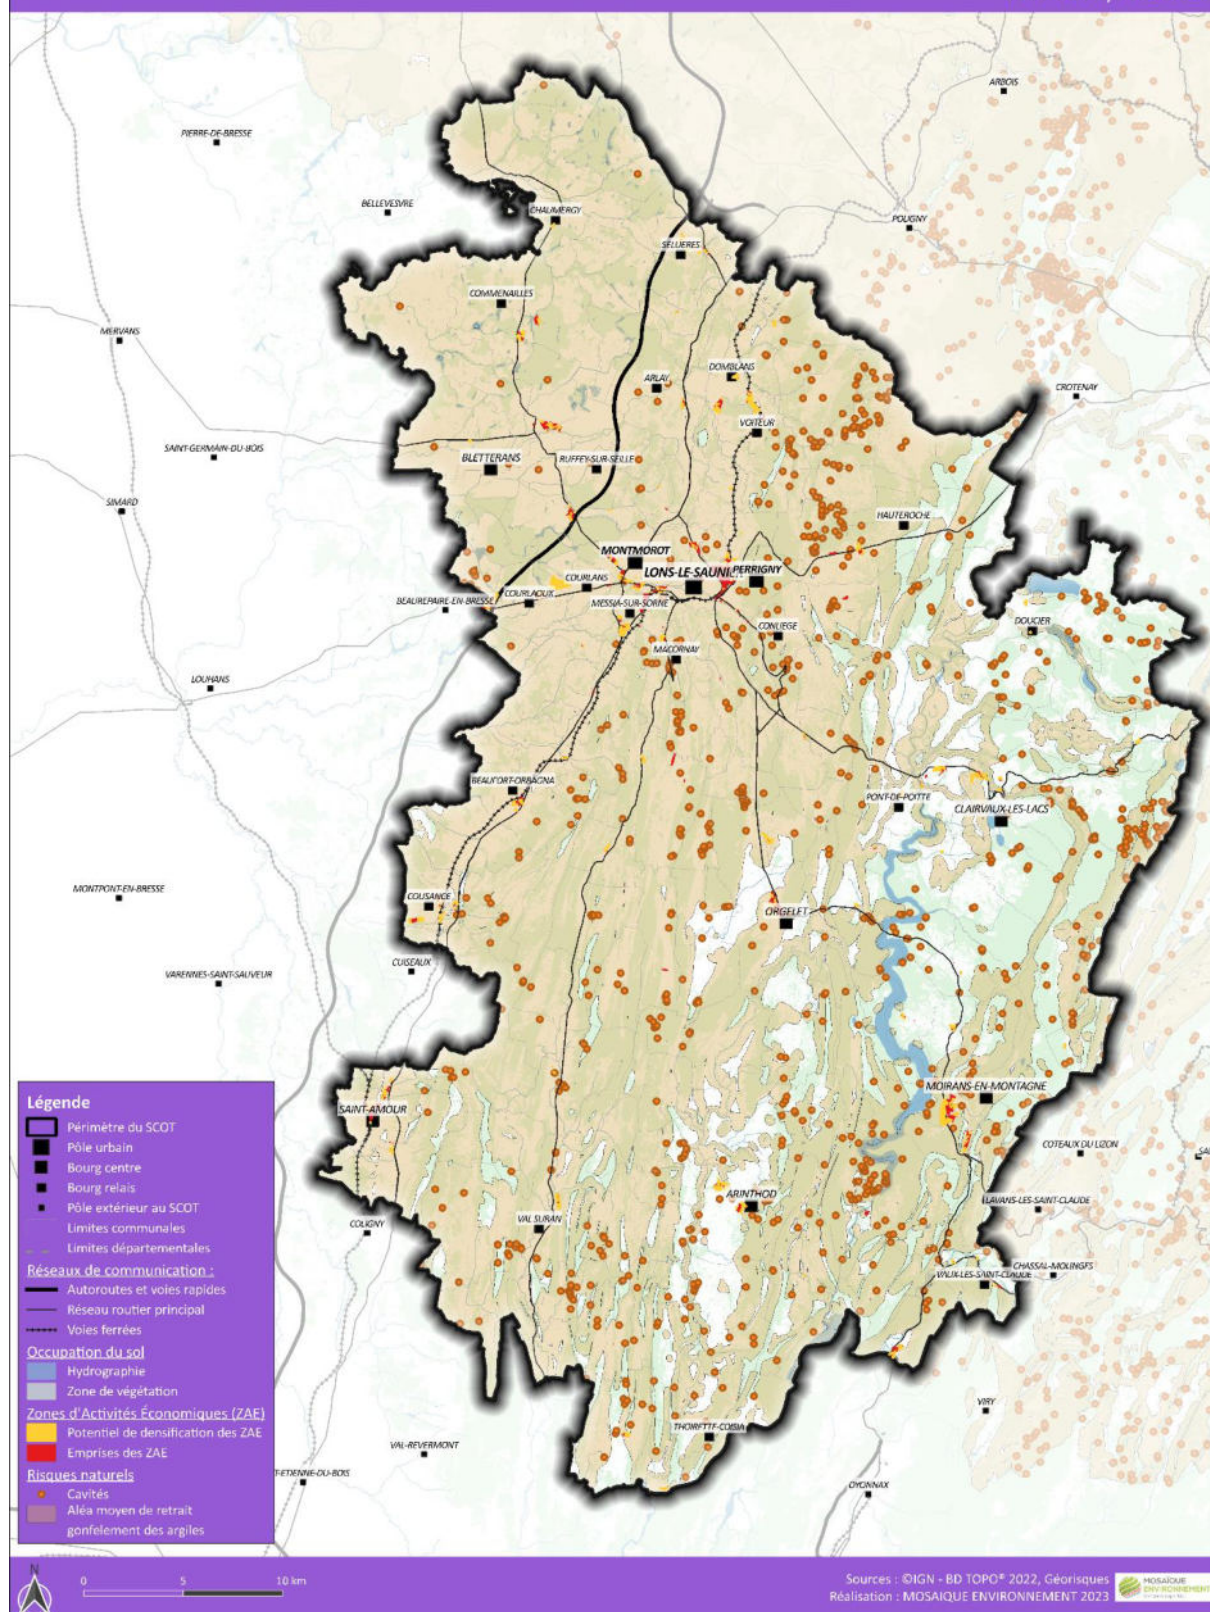 ARBOIS
PIERRE-DE-BRESSE
BELLEVESVRE
CHAUMERGY
POLIGNY
SELLIERES
COMMENAILLES
MERVANS
DOMBLANS
ARLAY
CROTENAY
VOITEUR
SAINT-GERMAIN-DU-BOIS
BLETTERANS
RUFFEY-SUR-SEILLE
SIMARD
HAUTEROCHE
MONTMOROT
LONS-LE-SAUNI...
PERRIGNY
COURLANS
COURLAOUX
BEAUREPAIRE-EN-BRESSE
MESSIA-SUR-SORNE
DOUCIER
CONLIEGE
MACORNAY
LOUHANS
BEAUFORT-ORBAGNA
PONT-DE-POITTE
CLAIRVAUX-LES-LACS
MONTPONT-EN-BRESSE
COUSANCE
ORGELET
CUISEAUX
VARENNES-SAINT-SAUVEUR
MOIRANS-EN-MONTAGNE
SAINT-AMOUR
COTEAUX DU LIZON
ARINTHOD
LAVANS-LES-SAINT-CLAUDE
VAL SURAN
COLIGNY
CHASSAL-MOLINGES
VAUX-LES-SAINT-CLAUDE
VIRY
THOIRETTE-COISIA
VAL-REVERMONT
T-ETIENNE-DU-BOIS
OYONNAX
Légende
Périmètre du SCOT
Pôle urbain
Bourg centre
Bourg relais
Pôle extérieur au SCOT
Limites communales
Limites départementales
Réseaux de communication :
Autoroutes et voies rapides
Réseau routier principal
Voies ferrées
Occupation du sol
Hydrographie
Zone de végétation
Zones d'Activités Économiques (ZAE)
Potentiel de densification des ZAE
Emprises des ZAE
Risques naturels
Cavités
Aléa moyen de retrait
gonfelement des argiles
N
0 5 10 km
Sources : ©IGN - BD TOPO® 2022, Géorisques
Réalisation : MOSAIQUE ENVIRONNEMENT 2023
MOSAÏQUE
ENVIRONNEMENT